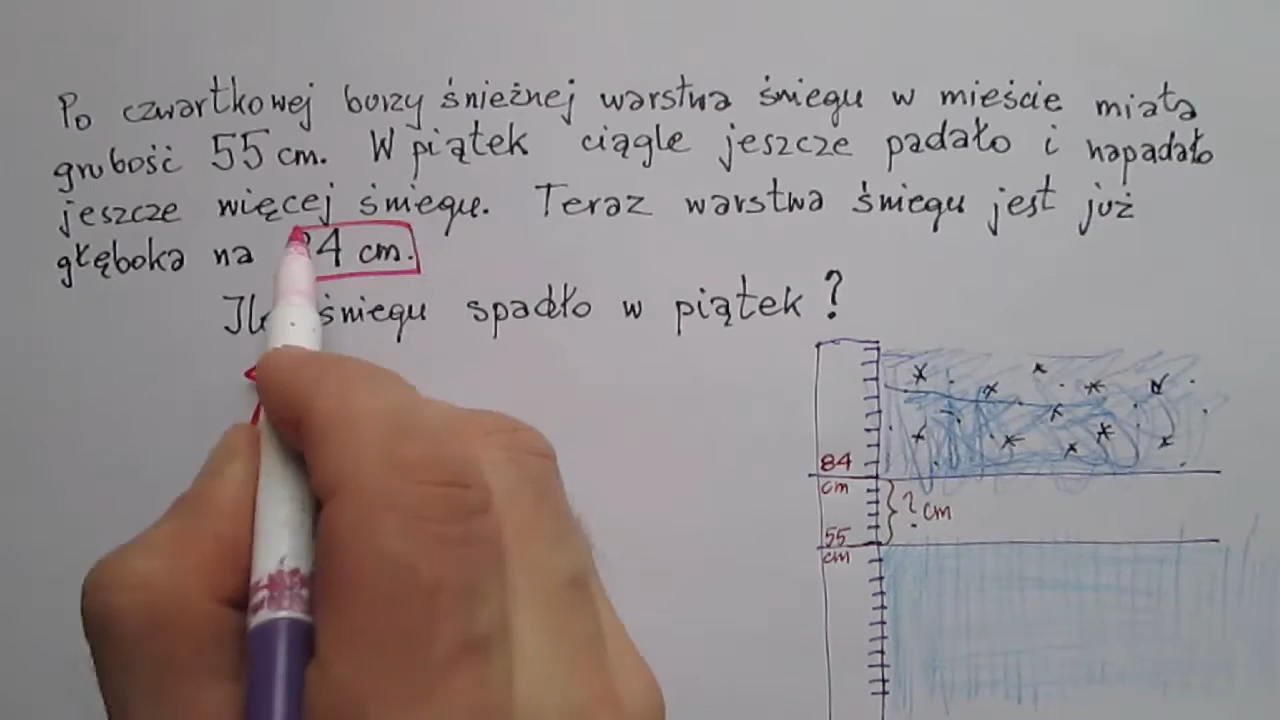 Po czwartkowej burzy śnieżnej warstwa śniegu w mieście miała
grubość 55 cm. W piątek ciągle jeszcze padało i napadało
jeszcze więcej śniegu. Teraz warstwa śniegu jest już
głęboka na 84 cm.
śniegu spadło w piątek?
84
cm
? cm
55
cm